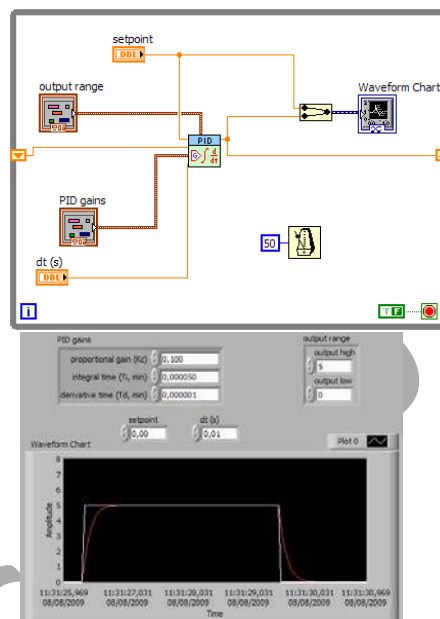 setpoint
DBL
output range
Waveform Chart
PID
d
dt
PID gains
50
dt (s)
DBL
i
T F
PID gains
proportional gain (Kc) 0,100
integral time (Ti, min) 0,000050
derivative time (Td, min) 0,000001
output range
output high
5
output low
0
setpoint
0,00
dt (s)
0,01
Waveform Chart
Plot 0
Amplitude
8
7
6
5
4
3
2
1
0
11:31:25,969 11:31:27,031 11:31:28,031 11:31:29,031 11:31:30,031 11:31:30,969
08/08/2009 08/08/2009 08/08/2009 08/08/2009 08/08/2009 08/08/2009
Time